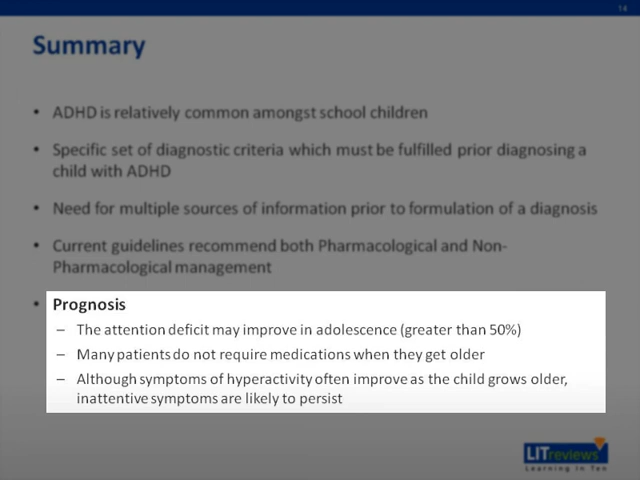 14
Summary
• ADHD is relatively common amongst school children
• Specific set of diagnostic criteria which must be fulfilled prior diagnosing a
child with ADHD
• Need for multiple sources of information prior to formulation of a diagnosis
• Current guidelines recommend both Pharmacological and Non-
Pharmacological management
• Prognosis
– The attention deficit may improve in adolescence (greater than 50%)
– Many patients do not require medications when they get older
– Although symptoms of hyperactivity often improve as the child grows older,
inattentive symptoms are likely to persist
LITreviews
Learning In Ten